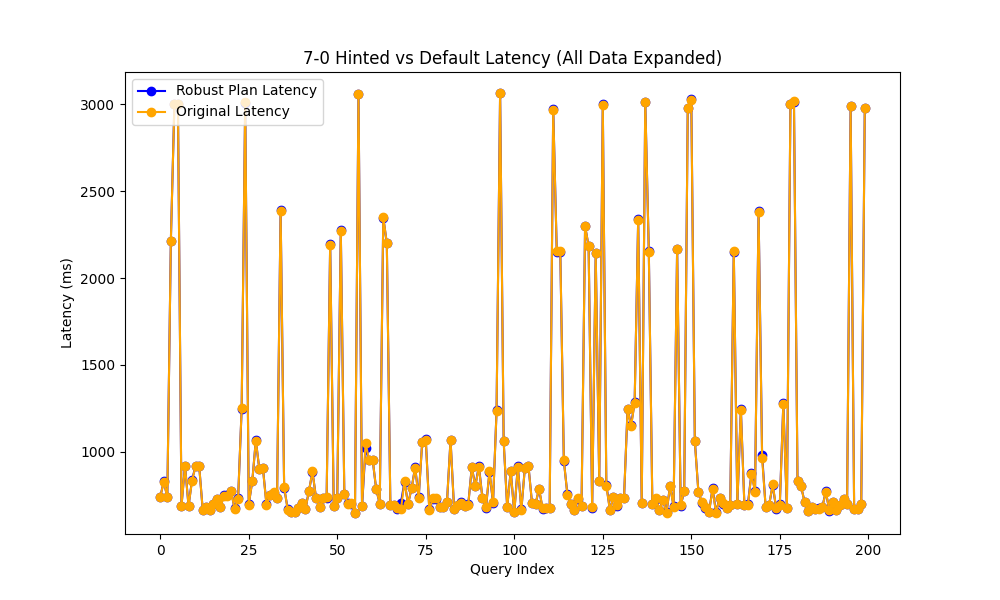 7-0 Hinted vs Default Latency (All Data Expanded)
Robust Plan Latency
Original Latency
Latency (ms)
3000
2500
2000
1500
1000
0
25
50
75
100
125
150
175
200
Query Index